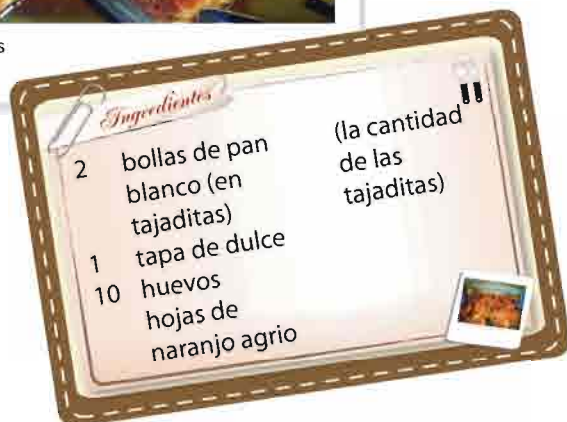 s
Ingredientes
2 bollas de pan
blanco (en
tajaditas)
1 tapa de dulce
10 huevos
hojas de
naranjo agrio
(la cantidad
de las
tajaditas)
"